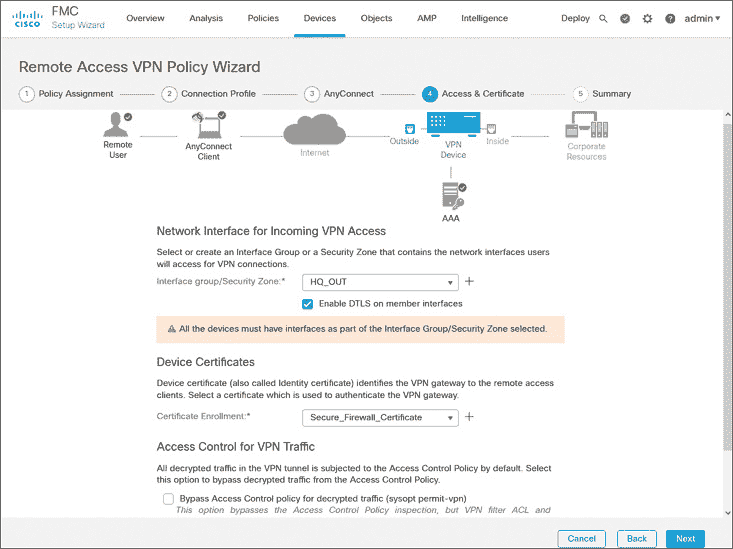 CISCO
FMC
Setup Wizard
Overview
Analysis
Policies
Devices
Objects
AMP
Intelligence
Deploy
admin
Remote Access VPN Policy Wizard
1 Policy Assignment
2 Connection Profile
3 AnyConnect
4 Access & Certificate
5 Summary
Remote
User
AnyConnect
Client
Internet
Outside
VPN
Device
Inside
Corporate
Resources
AAA
Network Interface for Incoming VPN Access
Select or create an Interface Group or a Security Zone that contains the network interfaces users
will access for VPN connections.
Interface group/Security Zone:* HQ_OUT
Enable DTLS on member interfaces
All the devices must have interfaces as part of the Interface Group/Security Zone selected.
Device Certificates
Device certificate (also called Identity certificate) identifies the VPN gateway to the remote access
clients. Select a certificate which is used to authenticate the VPN gateway.
Certificate Enrollment:* Secure_Firewall_Certificate
Access Control for VPN Traffic
All decrypted traffic in the VPN tunnel is subjected to the Access Control Policy by default. Select
this option to bypass decrypted traffic from the Access Control Policy.
Bypass Access Control policy for decrypted traffic (sysopt permit-vpn)
This option bypasses the Access Control Policy inspection, but VPN filter ACL and
Cancel
Back
Next